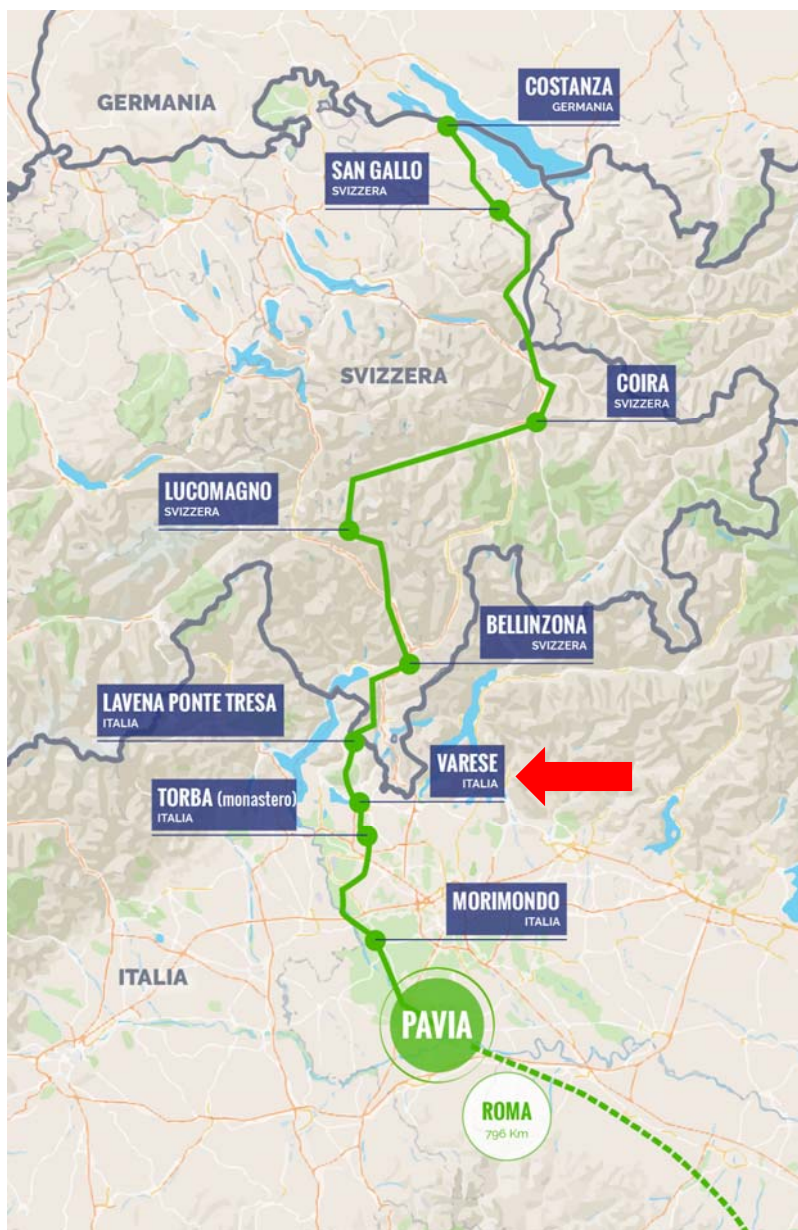 COSTANZA
GERMANIA
GERMANIA
SAN GALLO
SVIZZERA
SVIZZERA
COIRA
SVIZZERA
LUCOMAGNO
SVIZZERA
BELLINZONA
SVIZZERA
LAVENA PONTE TRESA
ITALIA
VARESE
ITALIA
TORBA (monastero)
ITALIA
MORIMONDO
ITALIA
ITALIA
PAVIA
ROMA
796 Km